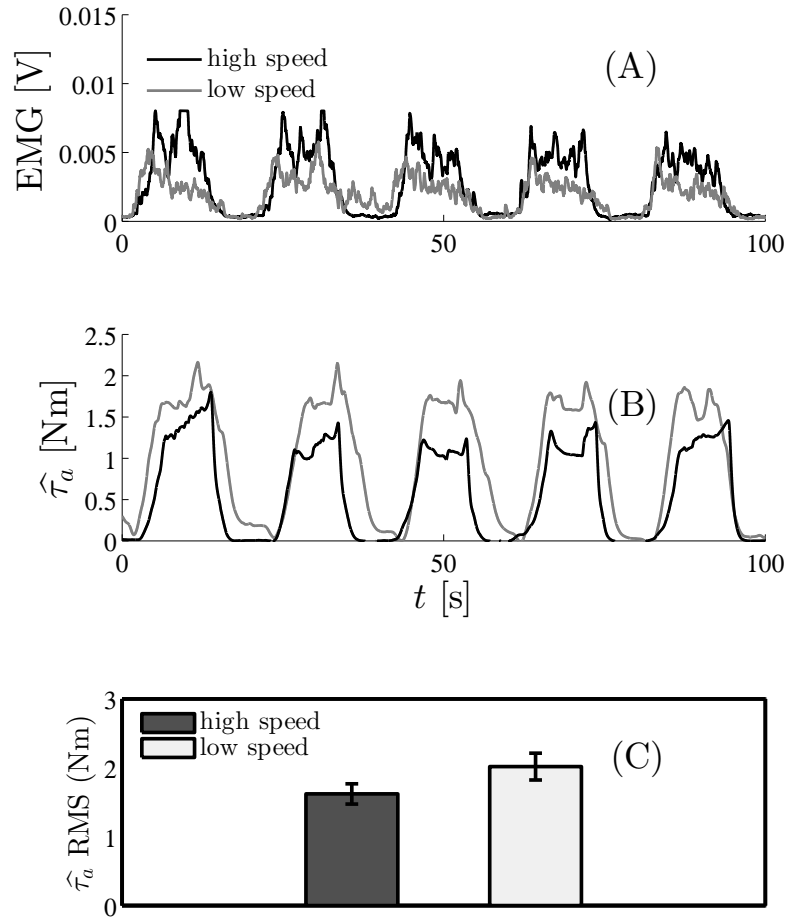 0.015
0.01
0.005
0
EMG [V]
high speed
low speed
(A)
0
50
100
2.5
2
1.5
1
0.5
0
τ̂a [Nm]
(B)
0
50
100
t [s]
3
2
1
0
τ̂a RMS (Nm)
high speed
low speed
(C)